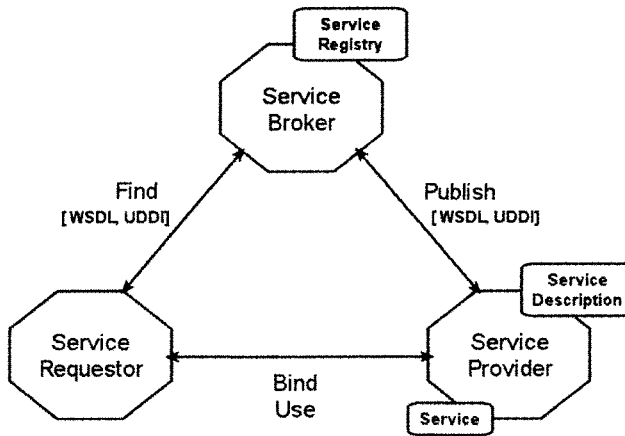 Service
Registry
Service
Broker
Find
[WSDL, UDDI]
Publish
[WSDL, UDDI]
Service
Description
Service
Requestor
Service
Provider
Bind
Use
Service